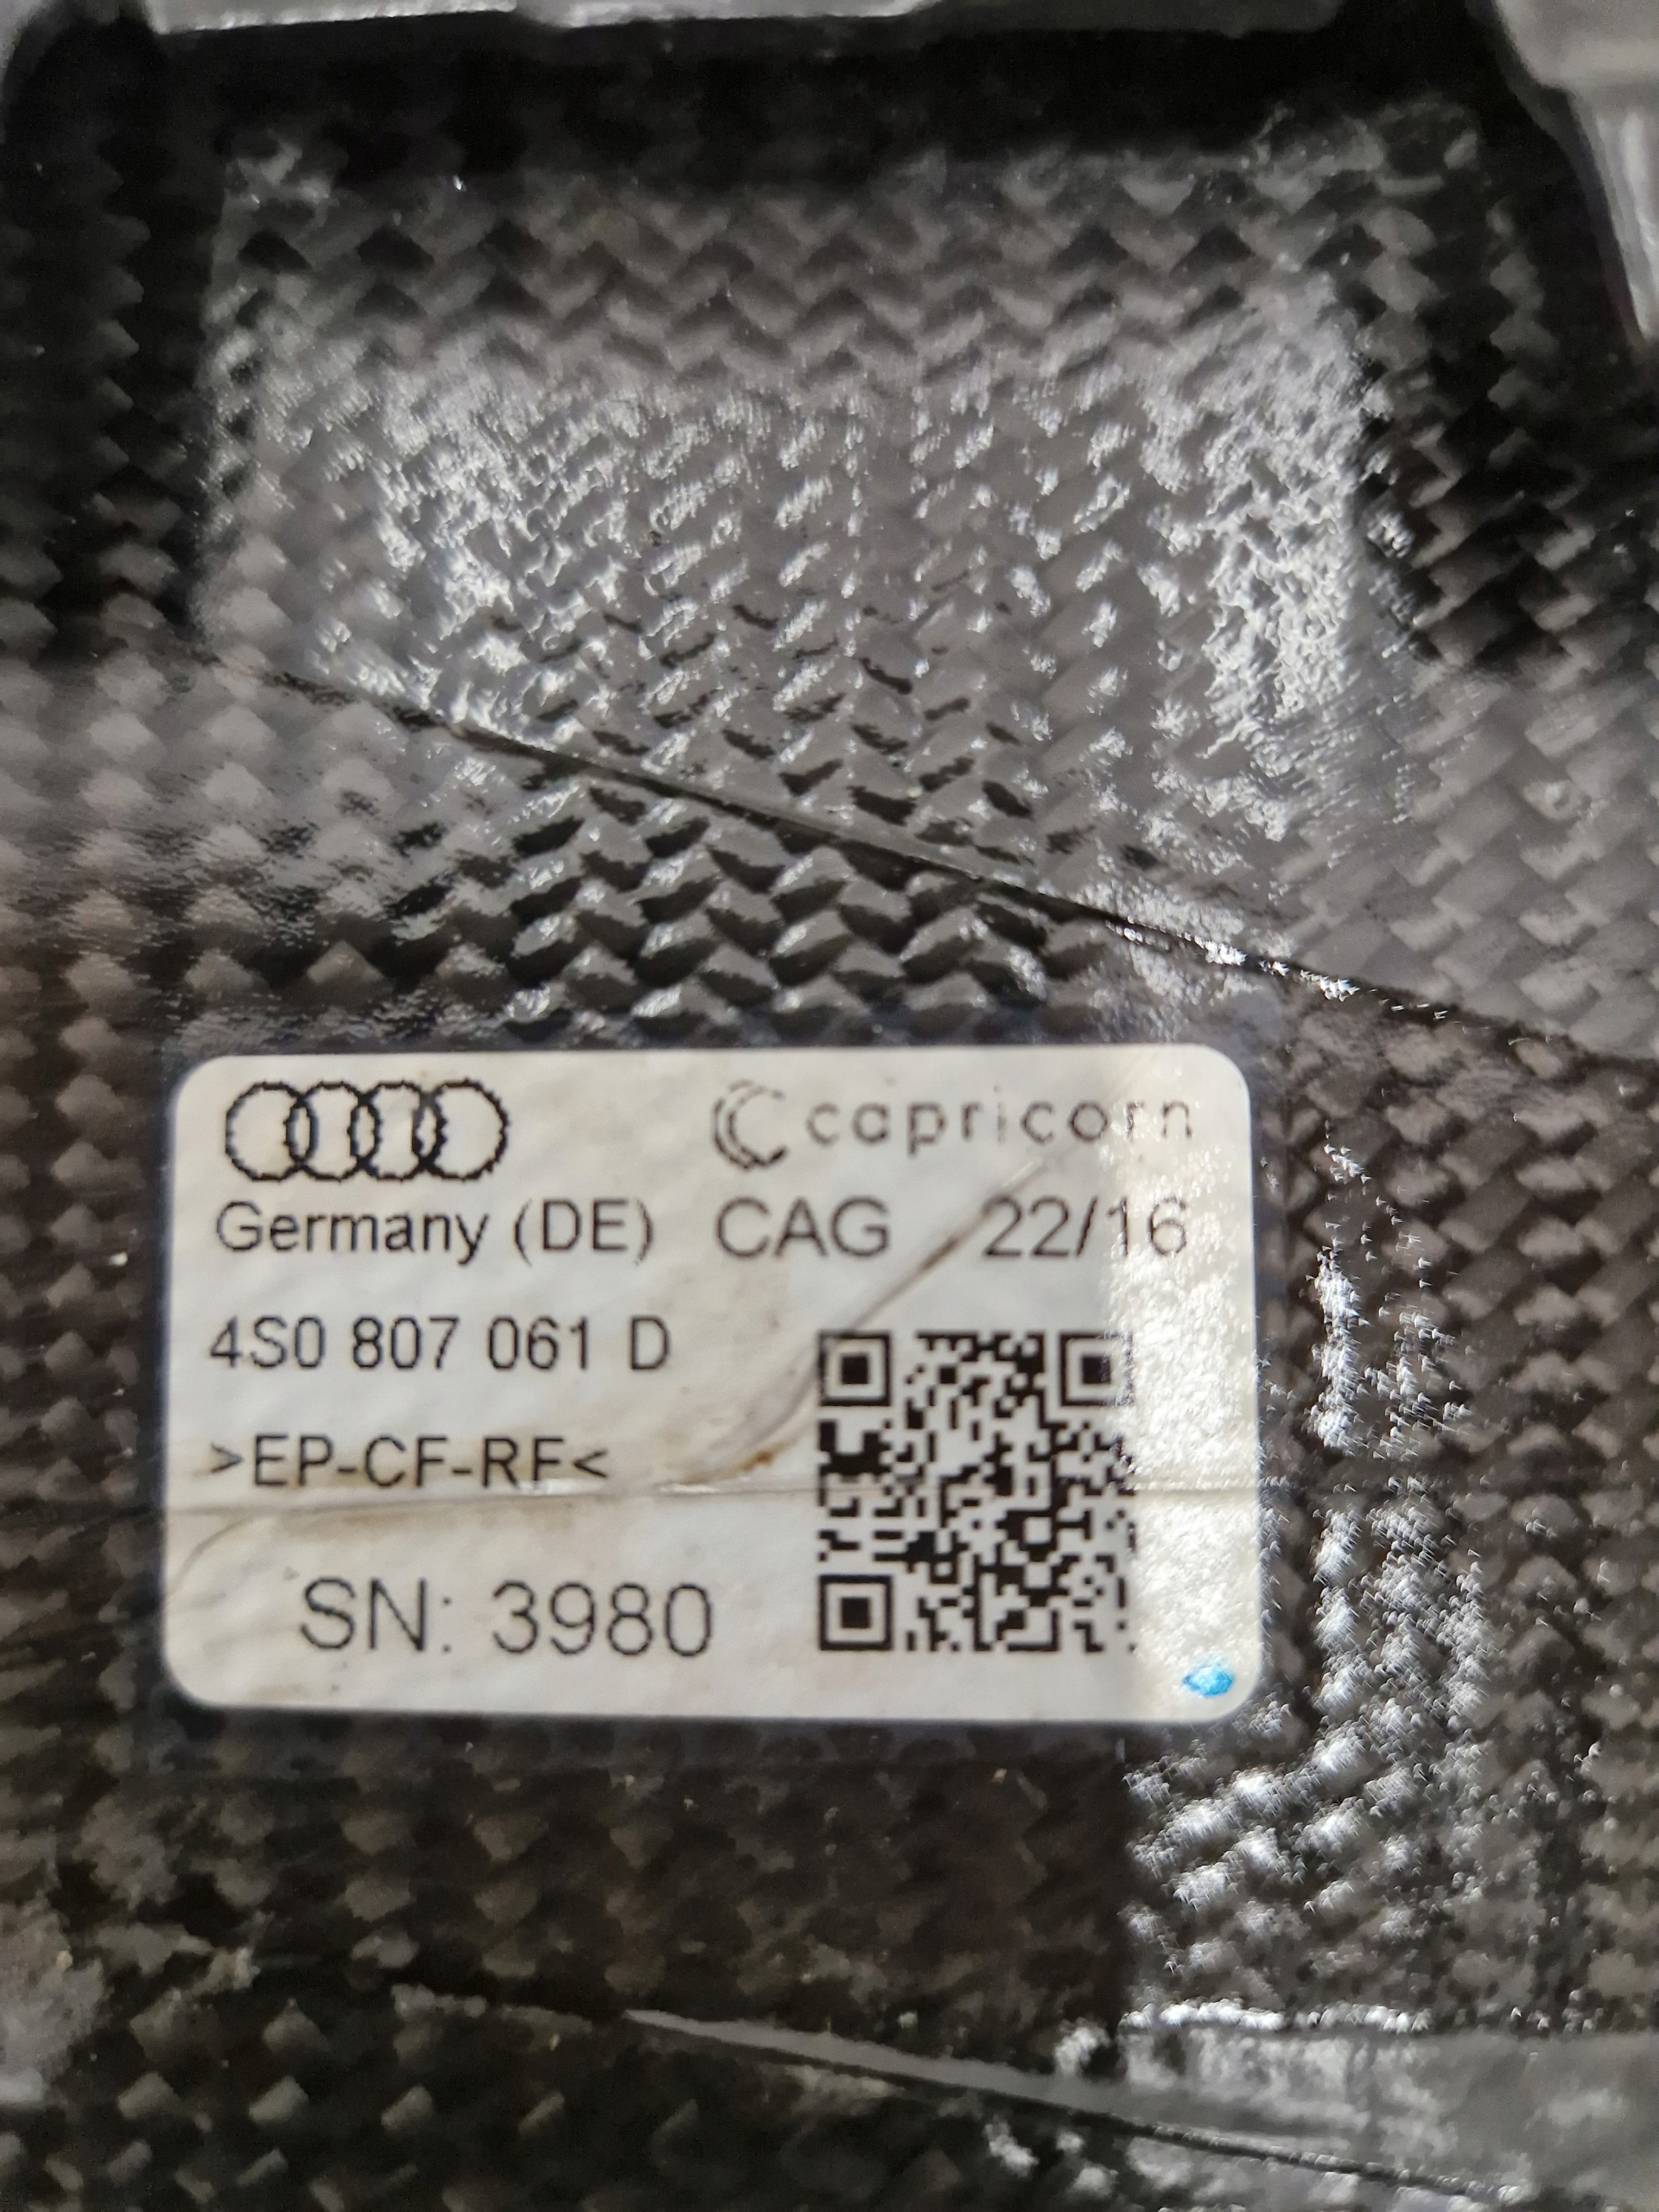 capricorn
Germany (DE) CAG 22/16
4S0 807 061 D
>EP-CF-RF<
SN: 3980